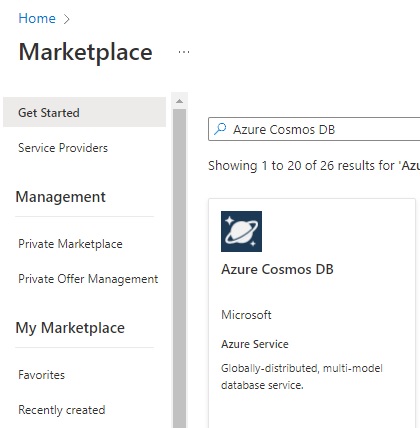 Home >
Marketplace ...
Get Started
Service Providers
Management
Private Marketplace
Private Offer Management
My Marketplace
Favorites
Recently created
Azure Cosmos DB
Showing 1 to 20 of 26 results for 'Azu
Azure Cosmos DB
Microsoft
Azure Service
Globally-distributed, multi-model
database service.